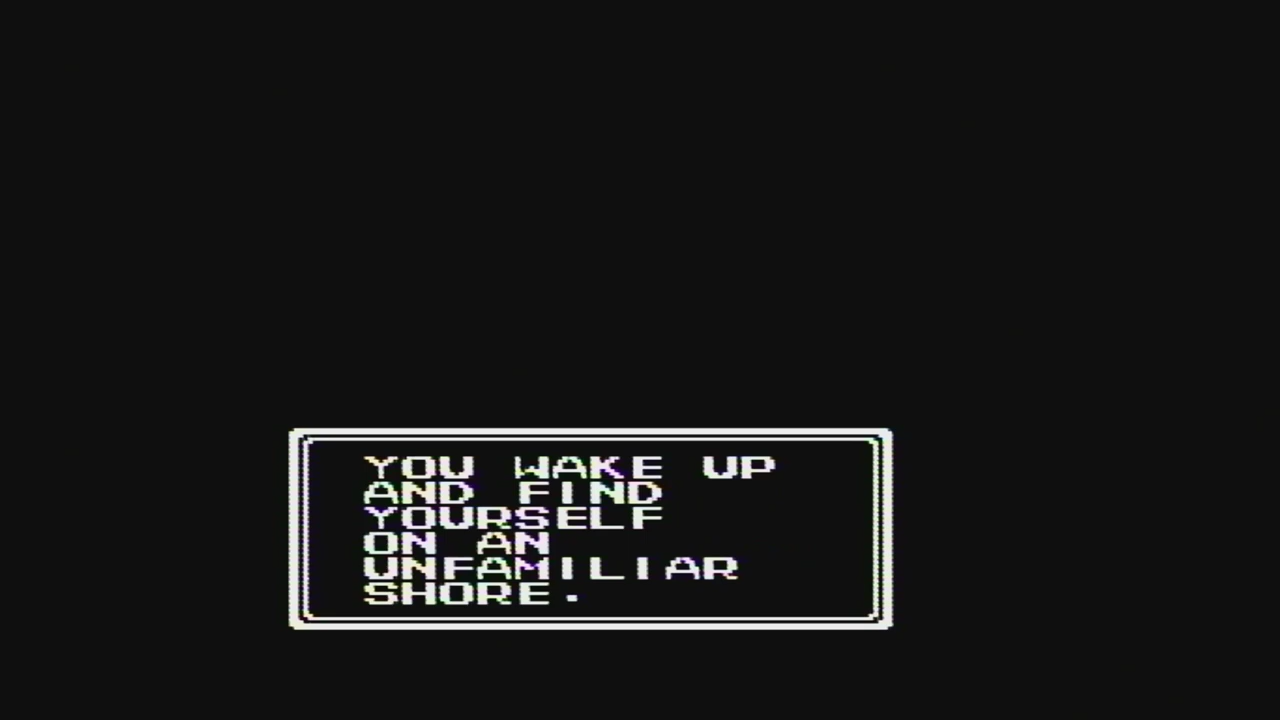 YOU WAKE UP
AND FIND
YOURSELF
ON AN
UNFAMILIAR
SHORE.